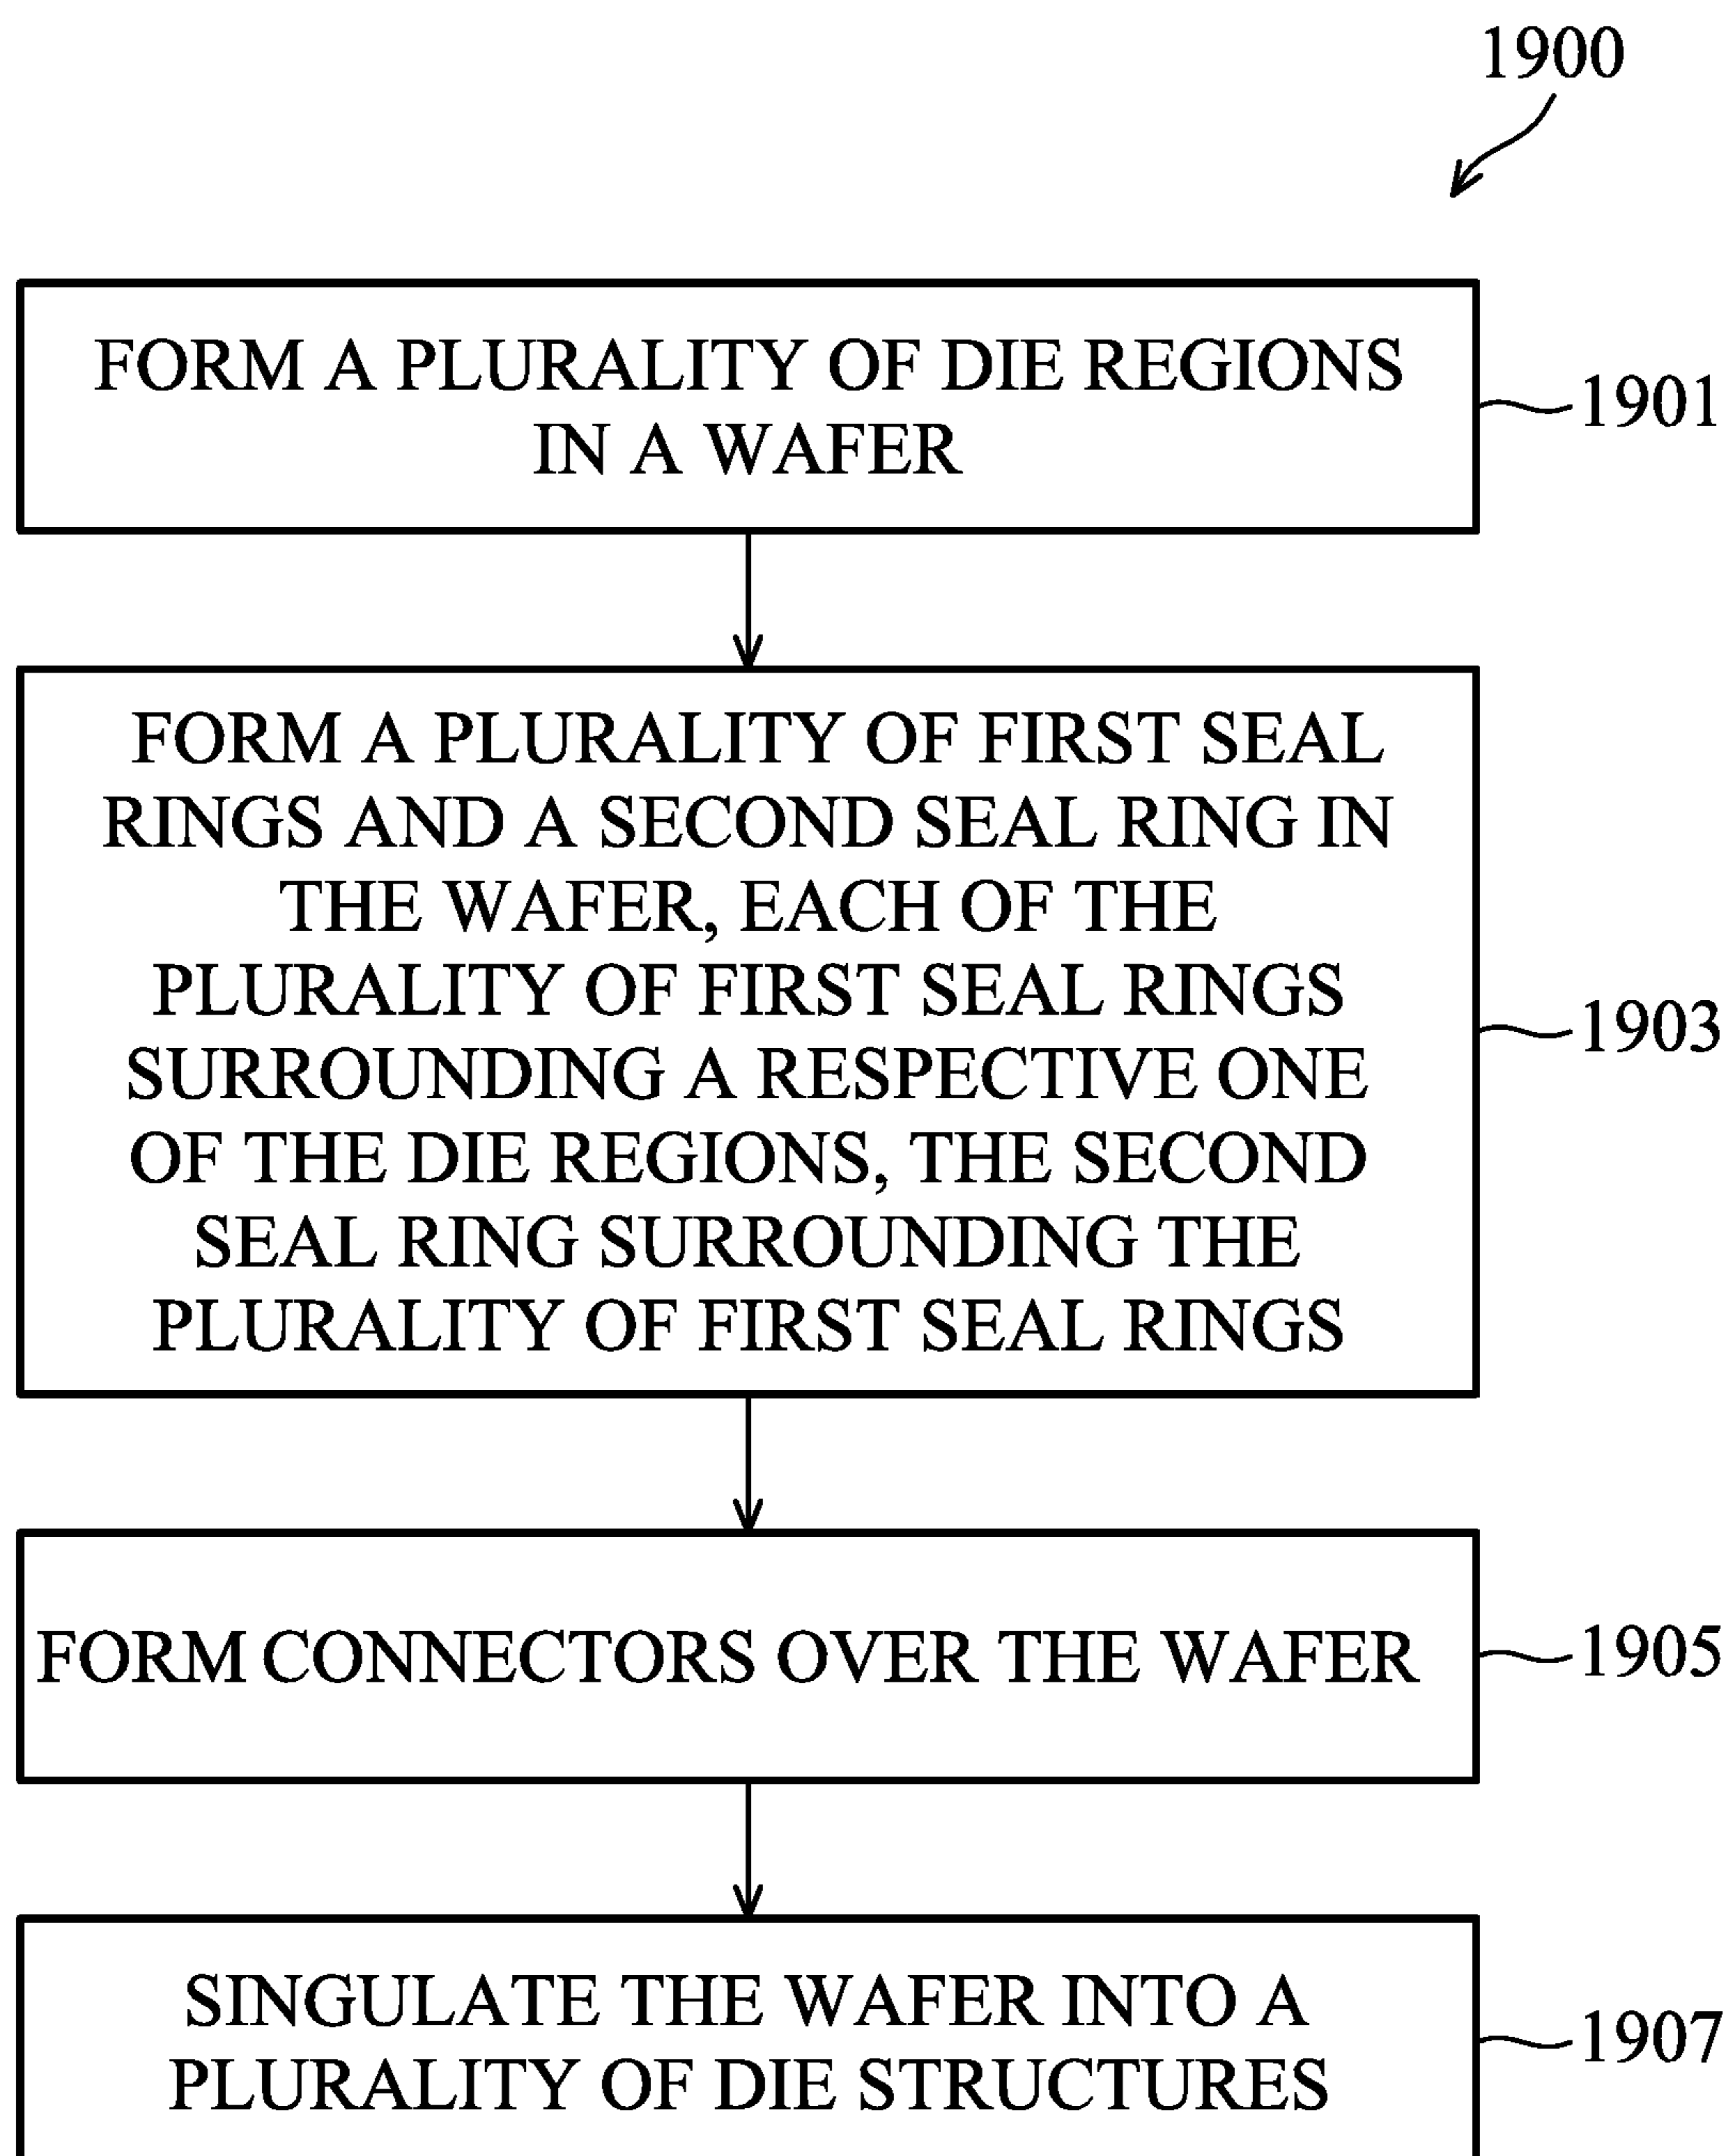 1900
FORM A PLURALITY OF DIE REGIONS
IN A WAFER
1901
FORM A PLURALITY OF FIRST SEAL
RINGS AND A SECOND SEAL RING IN
THE WAFER, EACH OF THE
PLURALITY OF FIRST SEAL RINGS
SURROUNDING A RESPECTIVE ONE
OF THE DIE REGIONS, THE SECOND
SEAL RING SURROUNDING THE
PLURALITY OF FIRST SEAL RINGS
1903
FORM CONNECTORS OVER THE WAFER
1905
SINGULATE THE WAFER INTO A
PLURALITY OF DIE STRUCTURES
1907